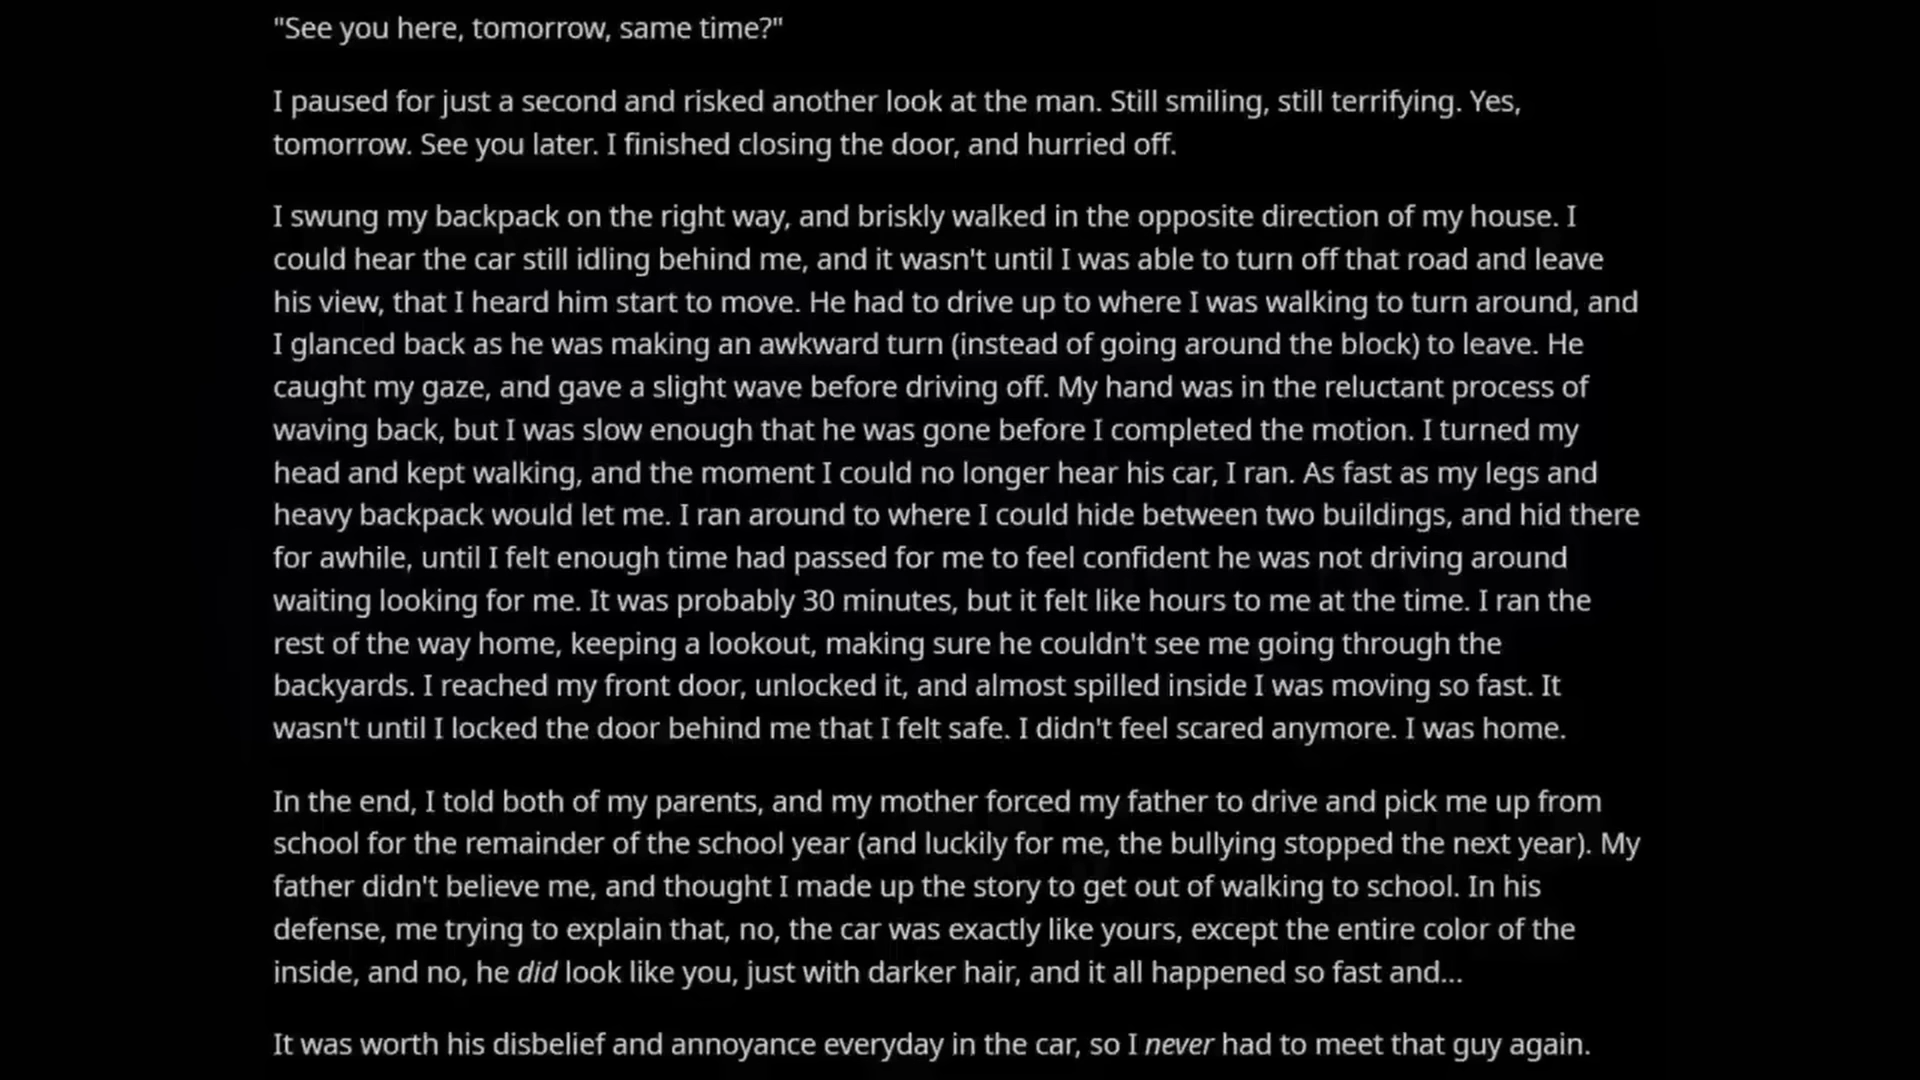 "See you here, tomorrow, same time?"
I paused for just a second and risked another look at the man. Still smiling, still terrifying. Yes,
tomorrow. See you later. I finished closing the door, and hurried off.
I swung my backpack on the right way, and briskly walked in the opposite direction of my house. I
could hear the car still idling behind me, and it wasn't until I was able to turn off that road and leave
his view, that I heard him start to move. He had to drive up to where I was walking to turn around, and
I glanced back as he was making an awkward turn (instead of going around the block) to leave. He
caught my gaze, and gave a slight wave before driving off. My hand was in the reluctant process of
waving back, but I was slow enough that he was gone before I completed the motion. I turned my
head and kept walking, and the moment I could no longer hear his car, I ran. As fast as my legs and
heavy backpack would let me. I ran around to where I could hide between two buildings, and hid there
for awhile, until I felt enough time had passed for me to feel confident he was not driving around
waiting looking for me. It was probably 30 minutes, but it felt like hours to me at the time. I ran the
rest of the way home, keeping a lookout, making sure he couldn't see me going through the
backyards. I reached my front door, unlocked it, and almost spilled inside I was moving so fast. It
wasn't until I locked the door behind me that I felt safe. I didn't feel scared anymore. I was home.
In the end, I told both of my parents, and my mother forced my father to drive and pick me up from
school for the remainder of the school year (and luckily for me, the bullying stopped the next year). My
father didn't believe me, and thought I made up the story to get out of walking to school. In his
defense, me trying to explain that, no, the car was exactly like yours, except the entire color of the
inside, and no, he did look like you, just with darker hair, and it all happened so fast and...
It was worth his disbelief and annoyance everyday in the car, so I never had to meet that guy again.